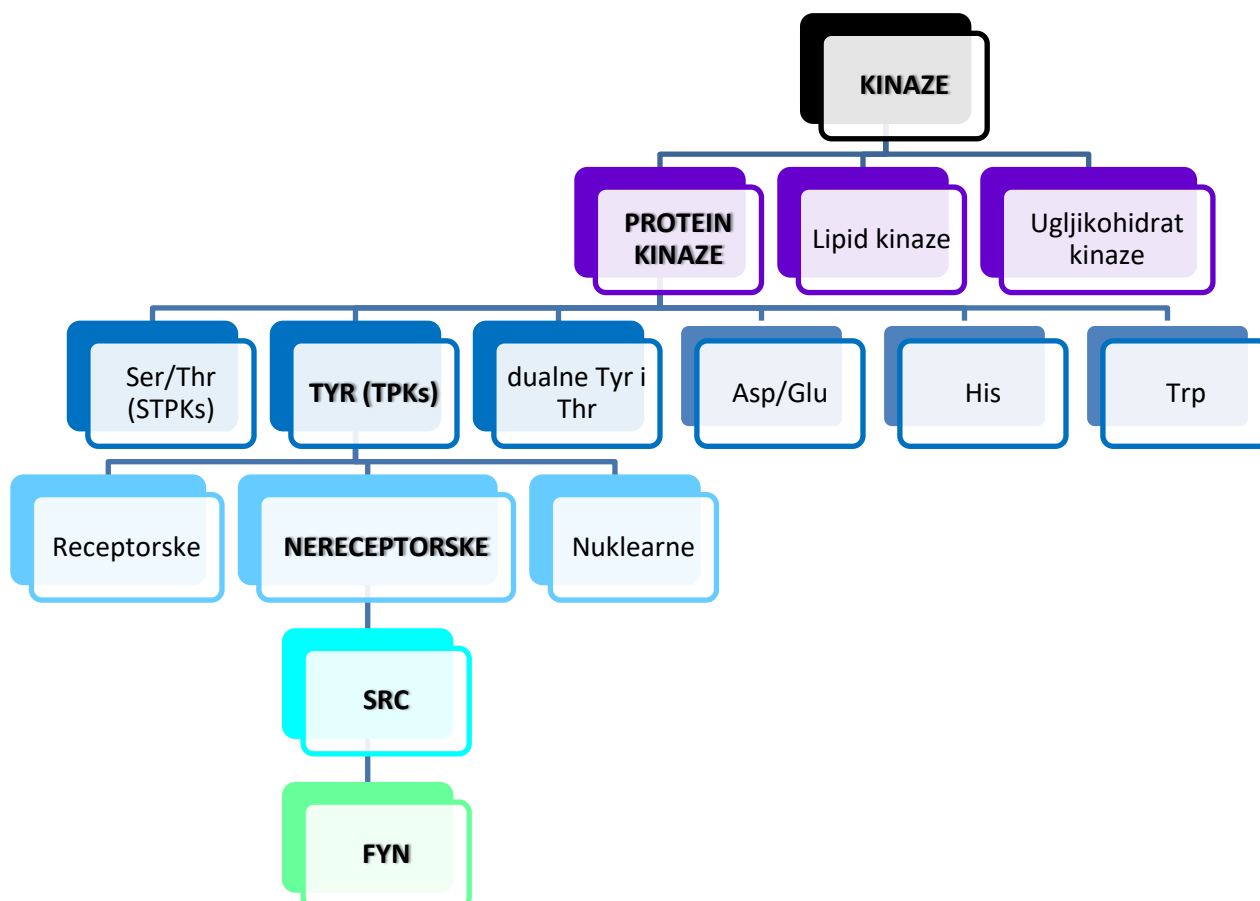 KINAZE
PROTEIN
KINAZE
Lipid kinaze
Ugljikohidrat
kinaze
Ser/Thr
(STPKs)
TYR (TPKs)
dualne Tyr i
Thr
Asp/Glu
His
Trp
Receptorske
NERECEPTORSKE
Nuklearne
SRC
FYN